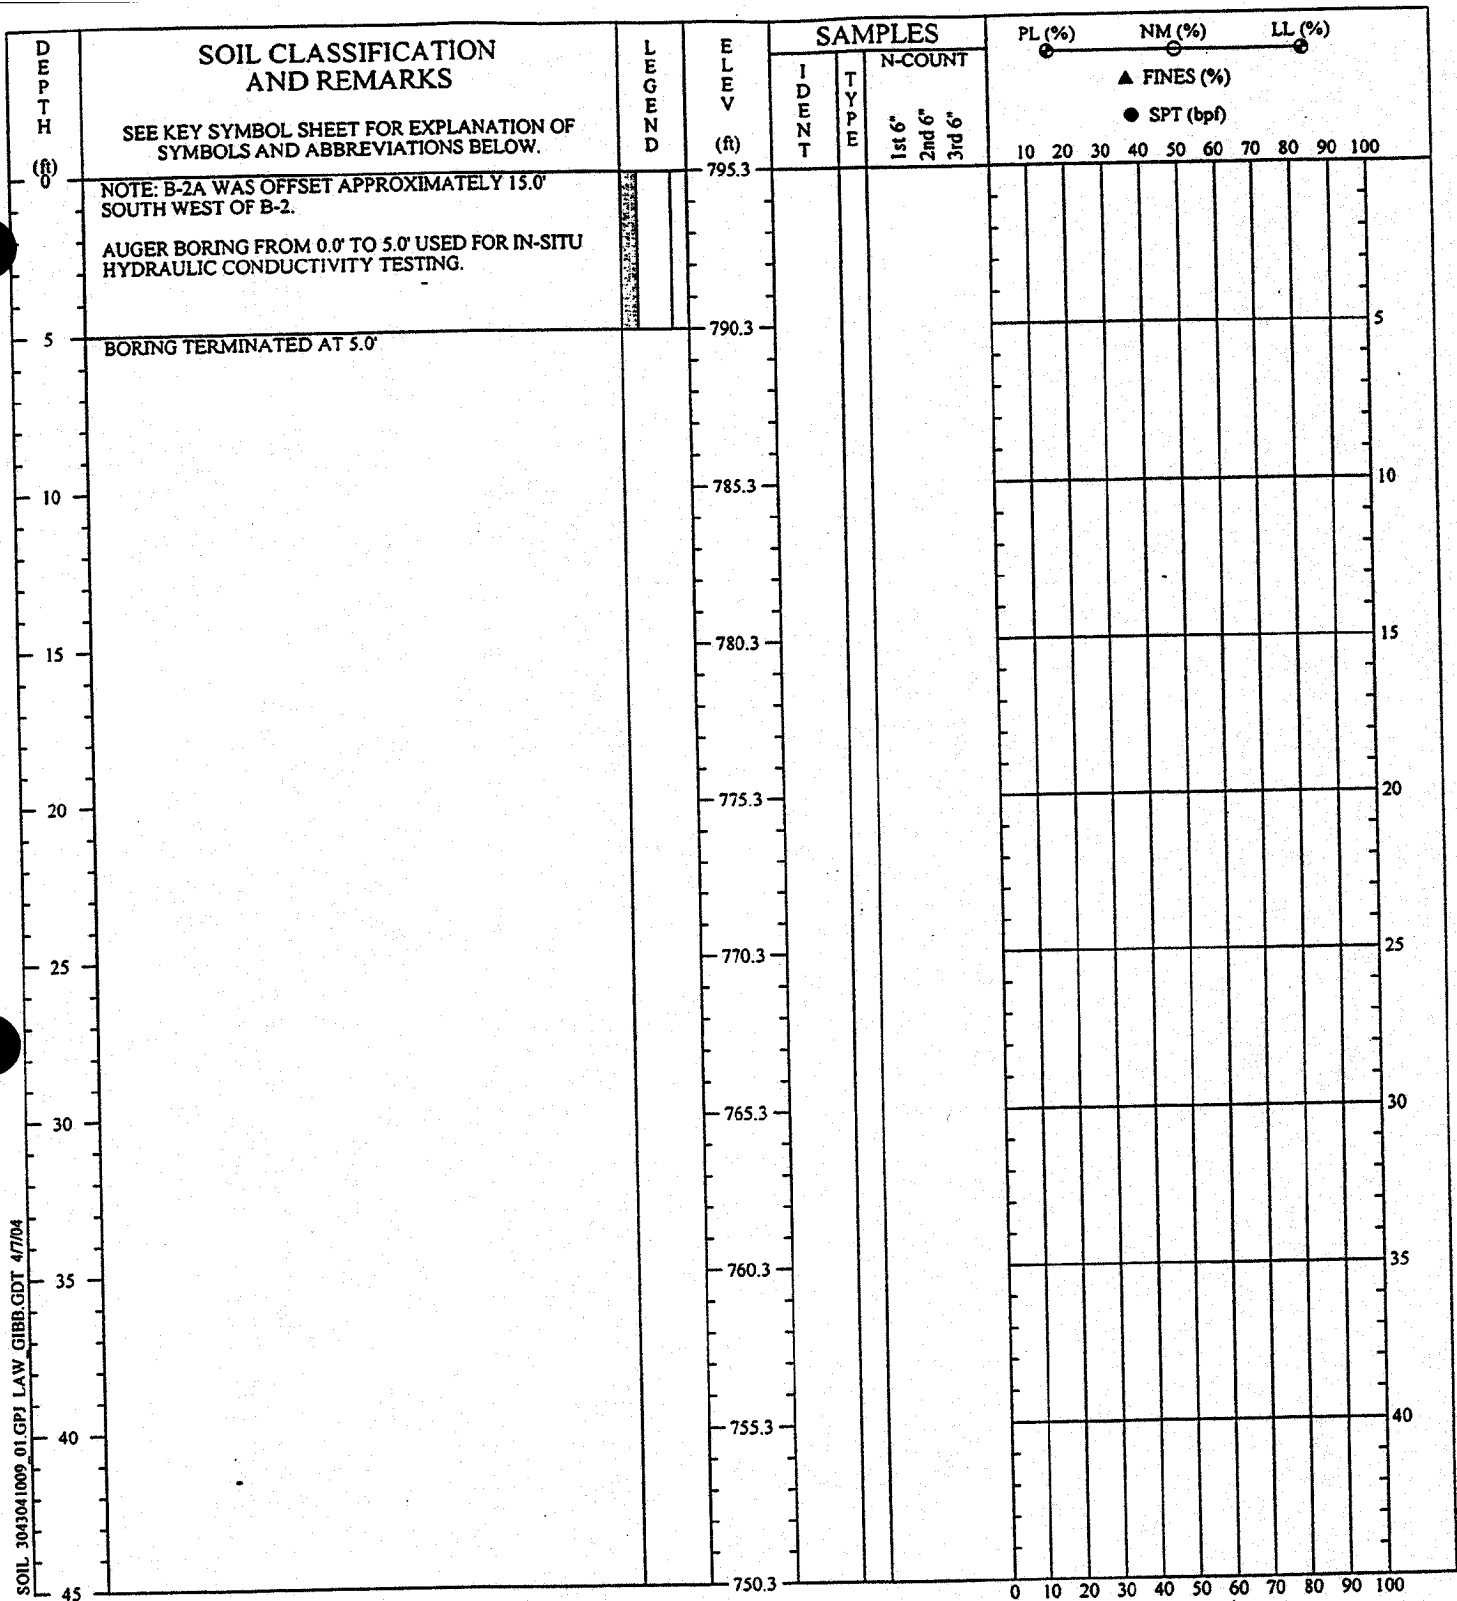 DEPTH
(ft)
SOIL CLASSIFICATION
AND REMARKS
SEE KEY SYMBOL SHEET FOR EXPLANATION OF
SYMBOLS AND ABBREVIATIONS BELOW.
LEGEND
ELEV
(ft)
SAMPLES
IDENT
TYPE
N-COUNT
1st 6"
2nd 6"
3rd 6"
PL (%) NM (%) LL (%)
▲ FINES (%)
● SPT (bpf)
10 20 30 40 50 60 70 80 90 100
0
NOTE: B-2A WAS OFFSET APPROXIMATELY 15.0'
SOUTH WEST OF B-2.
AUGER BORING FROM 0.0' TO 5.0' USED FOR IN-SITU
HYDRAULIC CONDUCTIVITY TESTING.
795.3
5
BORING TERMINATED AT 5.0'
790.3
5
10
785.3
10
15
780.3
15
20
775.3
20
25
770.3
25
30
765.3
30
35
760.3
35
40
755.3
40
45
750.3
0 10 20 30 40 50 60 70 80 90 100
SOIL 3043041009_01.GPJ LAW_GIBB.GDT 4/7/04